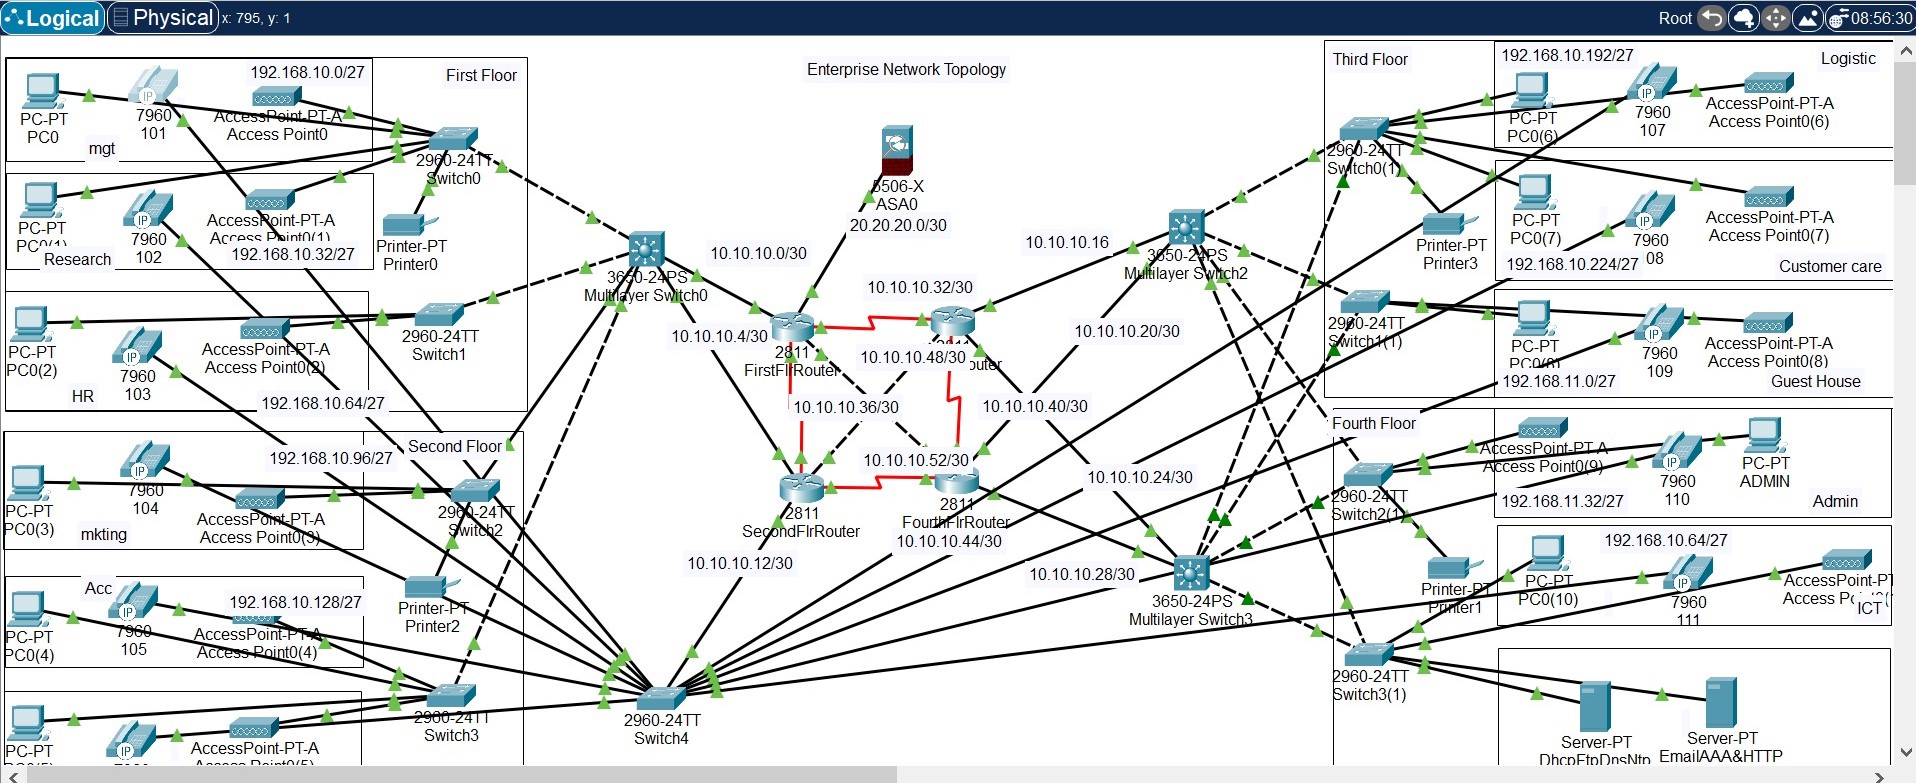 Logical
Physical
x: 795, y: 1
Root
08:56:30
Enterprise Network Topology
First Floor
192.168.10.0/27
PC-PT
PC0
IP
7960
101
AccessPoint-PT-A
Access Point0
mgt
2960-24TT
Switch0
PC-PT
PC0(1)
IP
7960
102
AccessPoint-PT-A
Access Point0(1)
192.168.10.32/27
Research
Printer-PT
Printer0
PC-PT
PC0(2)
IP
7960
103
AccessPoint-PT-A
Access Point0(2)
HR
192.168.10.64/27
2960-24TT
Switch1
Second Floor
192.168.10.96/27
PC-PT
PC0(3)
IP
7960
104
AccessPoint-PT-A
Access Point0(3)
mkting
2960-24TT
Switch2
Acc
192.168.10.128/27
PC-PT
PC0(4)
7960
105
AccessPoint-PT-A
Access Point0(4)
Printer-PT
Printer2
PC-PT
IP
AccessPoint-PT-A
Access Point0(5)
2960-24TT
Switch3
2960-24TT
Switch4
3650-24PS
Multilayer Switch0
5506-X
ASA0
20.20.20.0/30
10.10.10.0/30
10.10.10.4/30
10.10.10.32/30
10.10.10.48/30
10.10.10.36/30
10.10.10.52/30
10.10.10.40/30
10.10.10.12/30
10.10.10.44/30
10.10.10.16
10.10.10.20/30
10.10.10.24/30
10.10.10.28/30
2811
FirstFlrRouter
2811
SecondFlrRouter
2811
FourthFlrRouter
3650-24PS
Multilayer Switch2
3650-24PS
Multilayer Switch3
Third Floor
192.168.10.192/27
Logistic
PC-PT
PC0(6)
IP
7960
107
AccessPoint-PT-A
Access Point0(6)
2960-24TT
Switch0(1)
PC-PT
PC0(7)
IP
7960
08
AccessPoint-PT-A
Access Point0(7)
Printer-PT
Printer3
192.168.10.224/27
Customer care
2960-24TT
Switch1(1)
PC-PT
PC0(8)
IP
7960
109
AccessPoint-PT-A
Access Point0(8)
192.168.11.0/27
Guest House
Fourth Floor
AccessPoint-PT-A
Access Point0(9)
IP
7960
110
PC-PT
ADMIN
192.168.11.32/27
Admin
2960-24TT
Switch2(1)
192.168.10.64/27
PC-PT
PC0(10)
IP
7960
111
AccessPoint-PT
ICT
Printer-PT
Printer1
2960-24TT
Switch3(1)
Server-PT
DhcpFtpDnsNtp
Server-PT
EmailAAA&HTTP